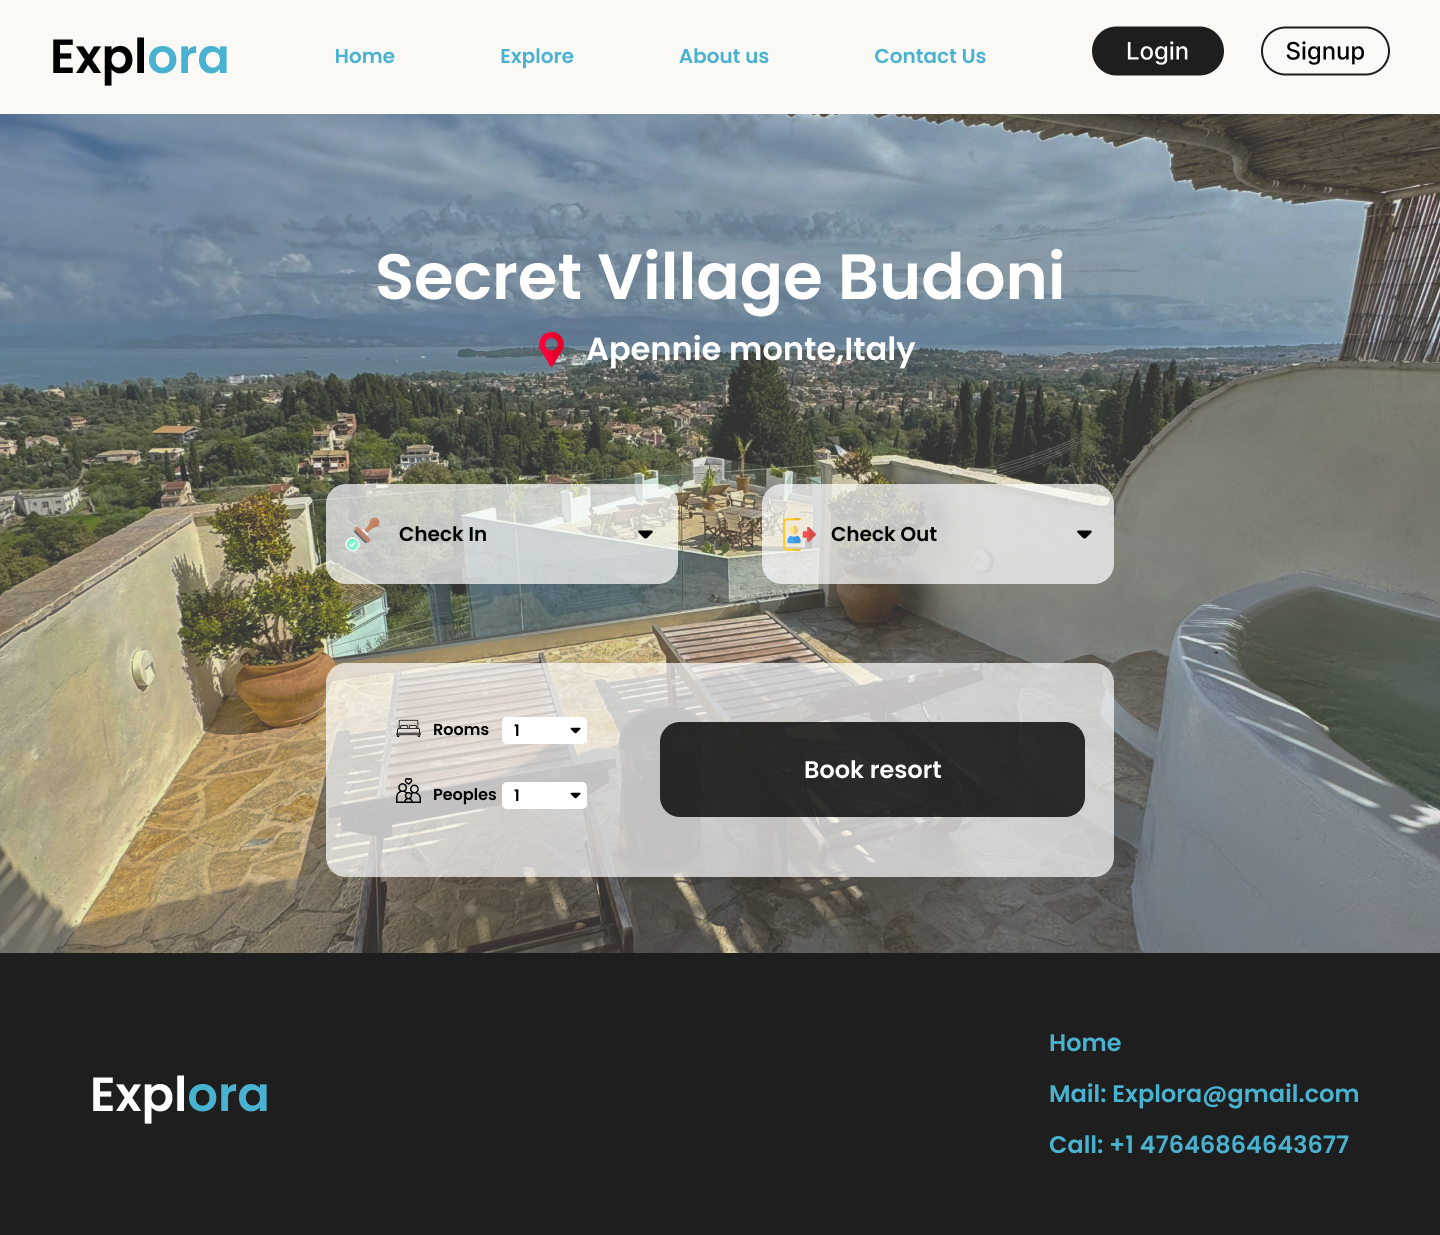 Explora
Home
Explore
About us
Contact Us
Login
Signup
Secret Village Budoni
Apennie monte,Italy
Check In
Check Out
Rooms 1
Peoples 1
Book resort
Explora
Home
Mail: Explora@gmail.com
Call: +1 47646864643677